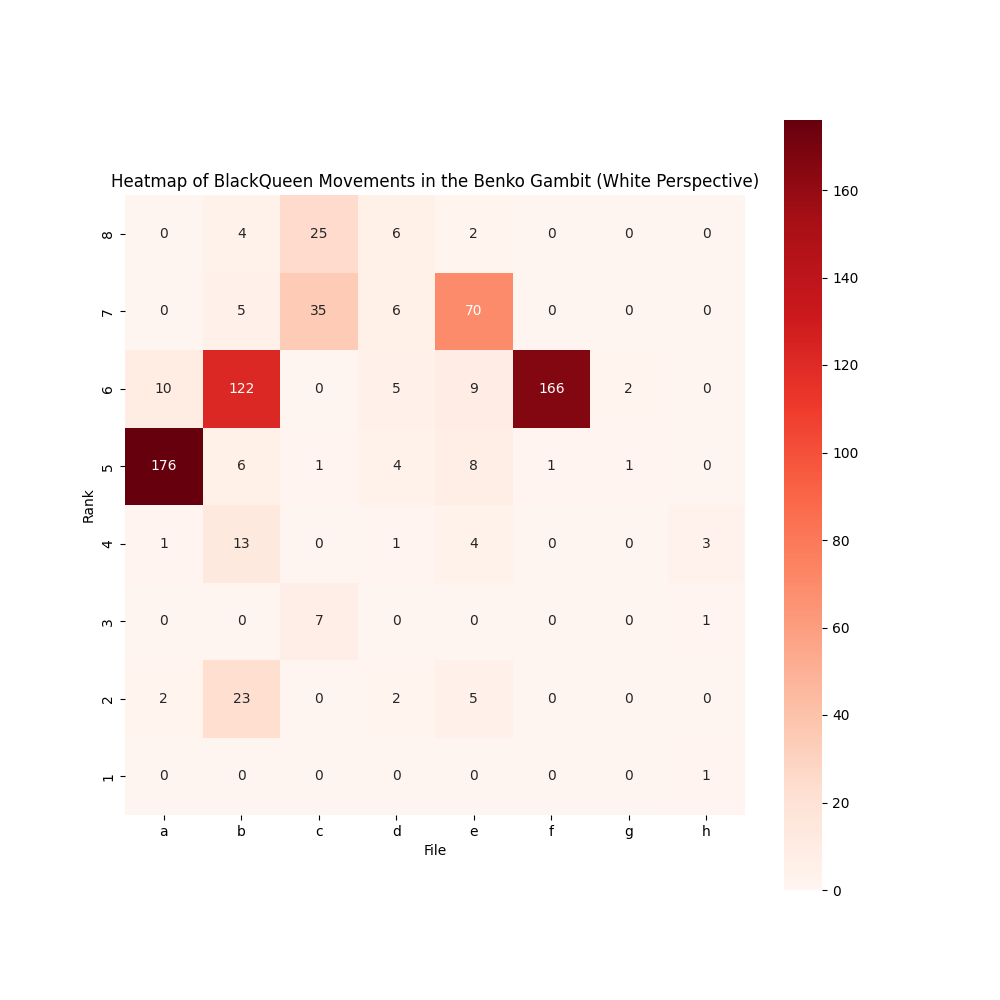 Heatmap of BlackQueen Movements in the Benko Gambit (White Perspective)
8 0 4 25 6 2 0 0 0
7 0 5 35 6 70 0 0 0
6 10 122 0 5 9 166 2 0
5 176 6 1 4 8 1 1 0
4 1 13 0 1 4 0 0 3
3 0 0 7 0 0 0 0 1
2 2 23 0 2 5 0 0 0
1 0 0 0 0 0 0 0 1
a b c d e f g h
File
Rank
160
140
120
100
80
60
40
20
0